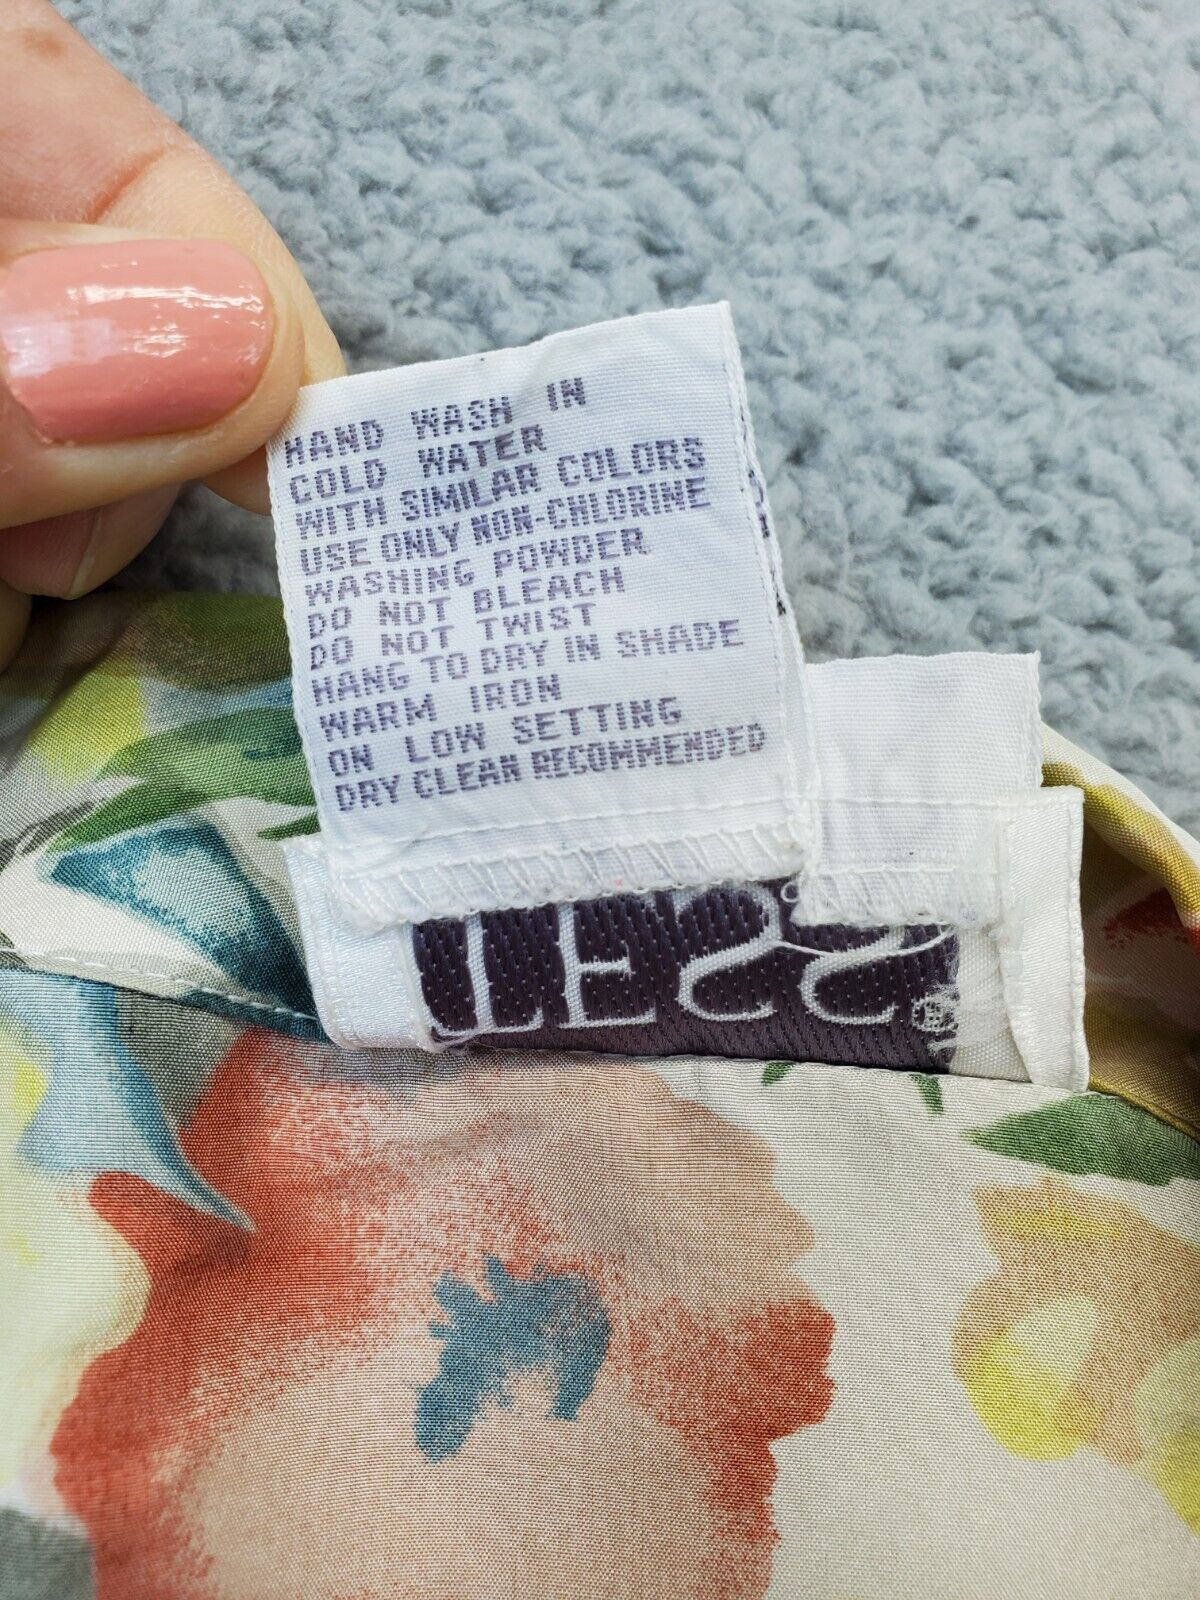 HAND WASH IN
COLD WATER
WITH SIMILAR COLORS
USE ONLY NON-CHLORINE
WASHING POWDER
DO NOT BLEACH
DO NOT TWIST
HANG TO DRY IN SHADE
WARM IRON
ON LOW SETTING
DRY CLEAN RECOMMENDED